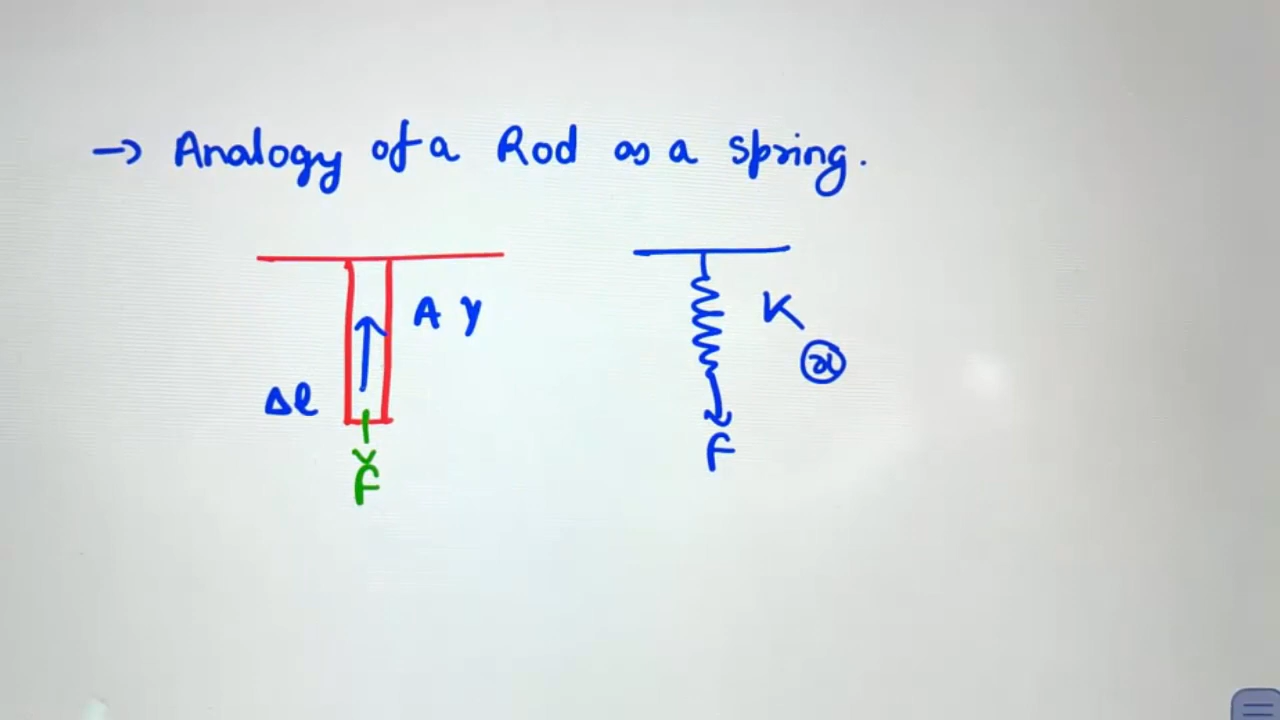 → Analogy of a Rod as a spring.
A Y
K
x
Δl
F
F